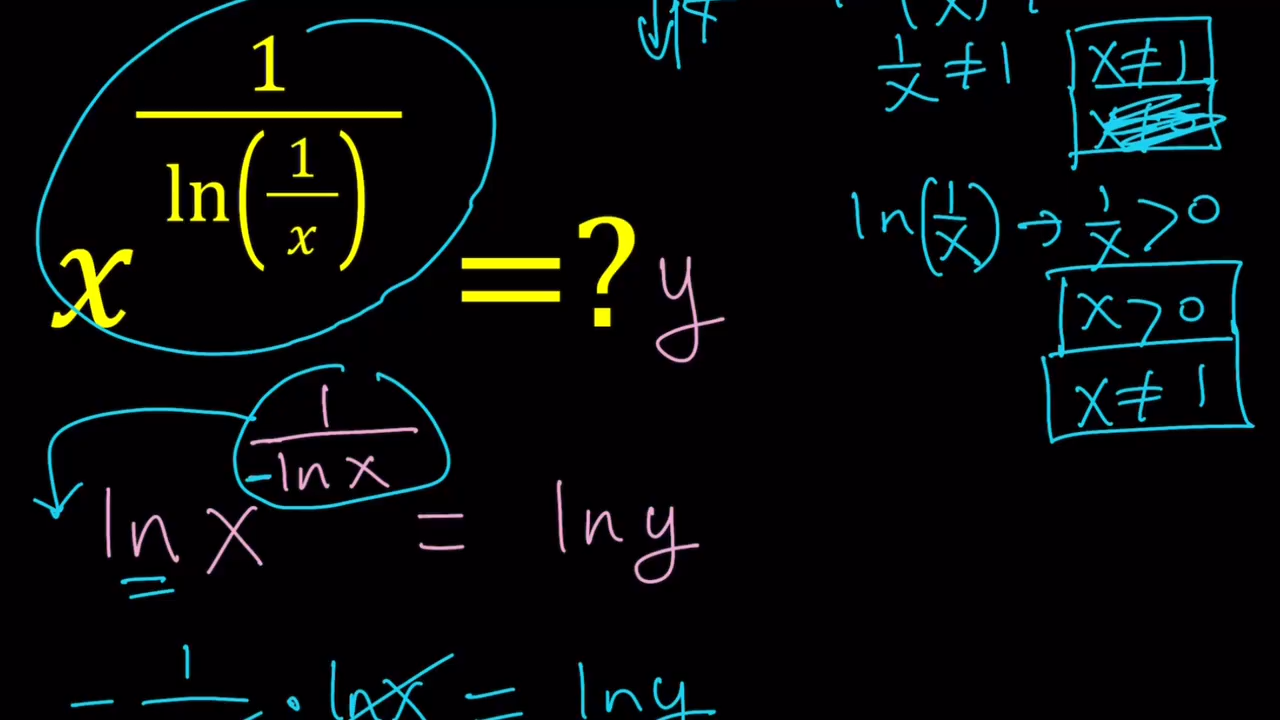 x^(1/ln(1/x)) = ? y
ln x^(1/(-ln x)) = ln y
- 1 · ln x = ln y
1/x ≠ 1
x ≠ 1
ln(1/x) → 1/x > 0
x > 0
x ≠ 1